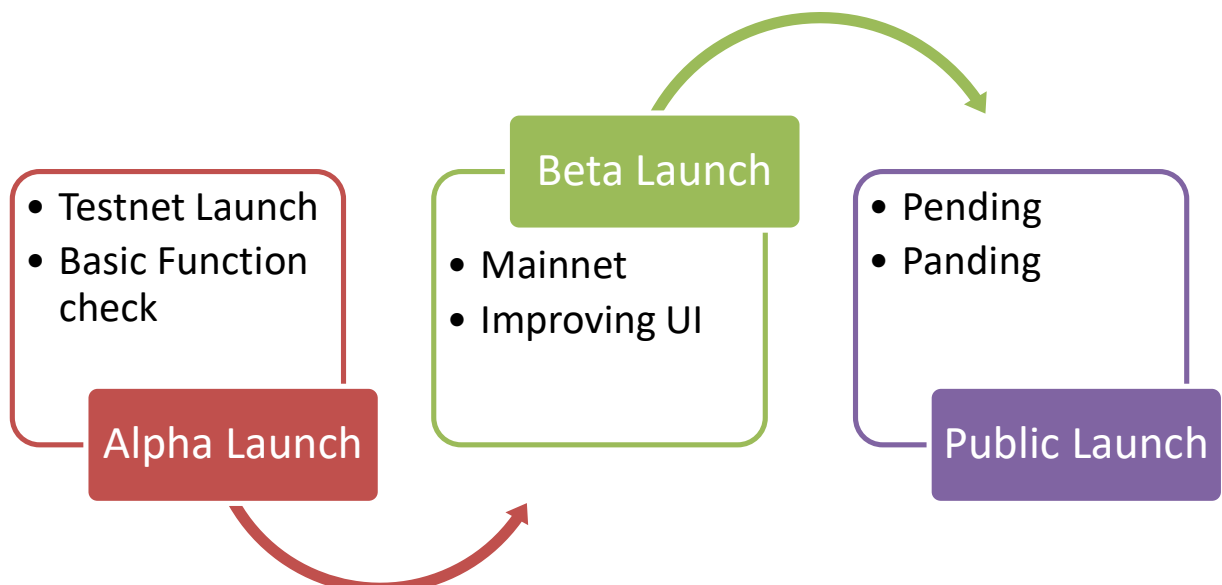 • Testnet Launch
• Basic Function
check
Alpha Launch
Beta Launch
• Mainnet
• Improving UI
• Pending
• Panding
Public Launch